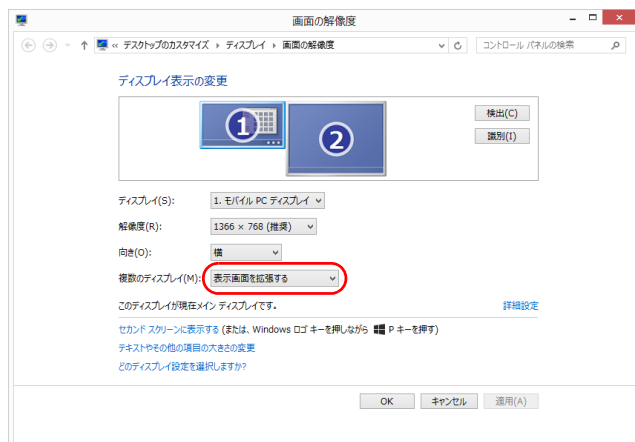 画面の解像度
« デスクトップのカスタマイズ ▸ ディスプレイ ▸ 画面の解像度
コントロール パネルの検索
ディスプレイ表示の変更
1
2
検出(C)
識別(I)
ディスプレイ(S): 1. モバイル PC ディスプレイ
解像度(R): 1366 × 768 (推奨)
向き(O): 横
複数のディスプレイ(M): 表示画面を拡張する
このディスプレイが現在メイン ディスプレイです。 詳細設定
セカンド スクリーンに表示する (または、Windows ロゴ キーを押しながら P キーを押す)
テキストやその他の項目の大きさの変更
どのディスプレイ設定を選択しますか?
OK キャンセル 適用(A)